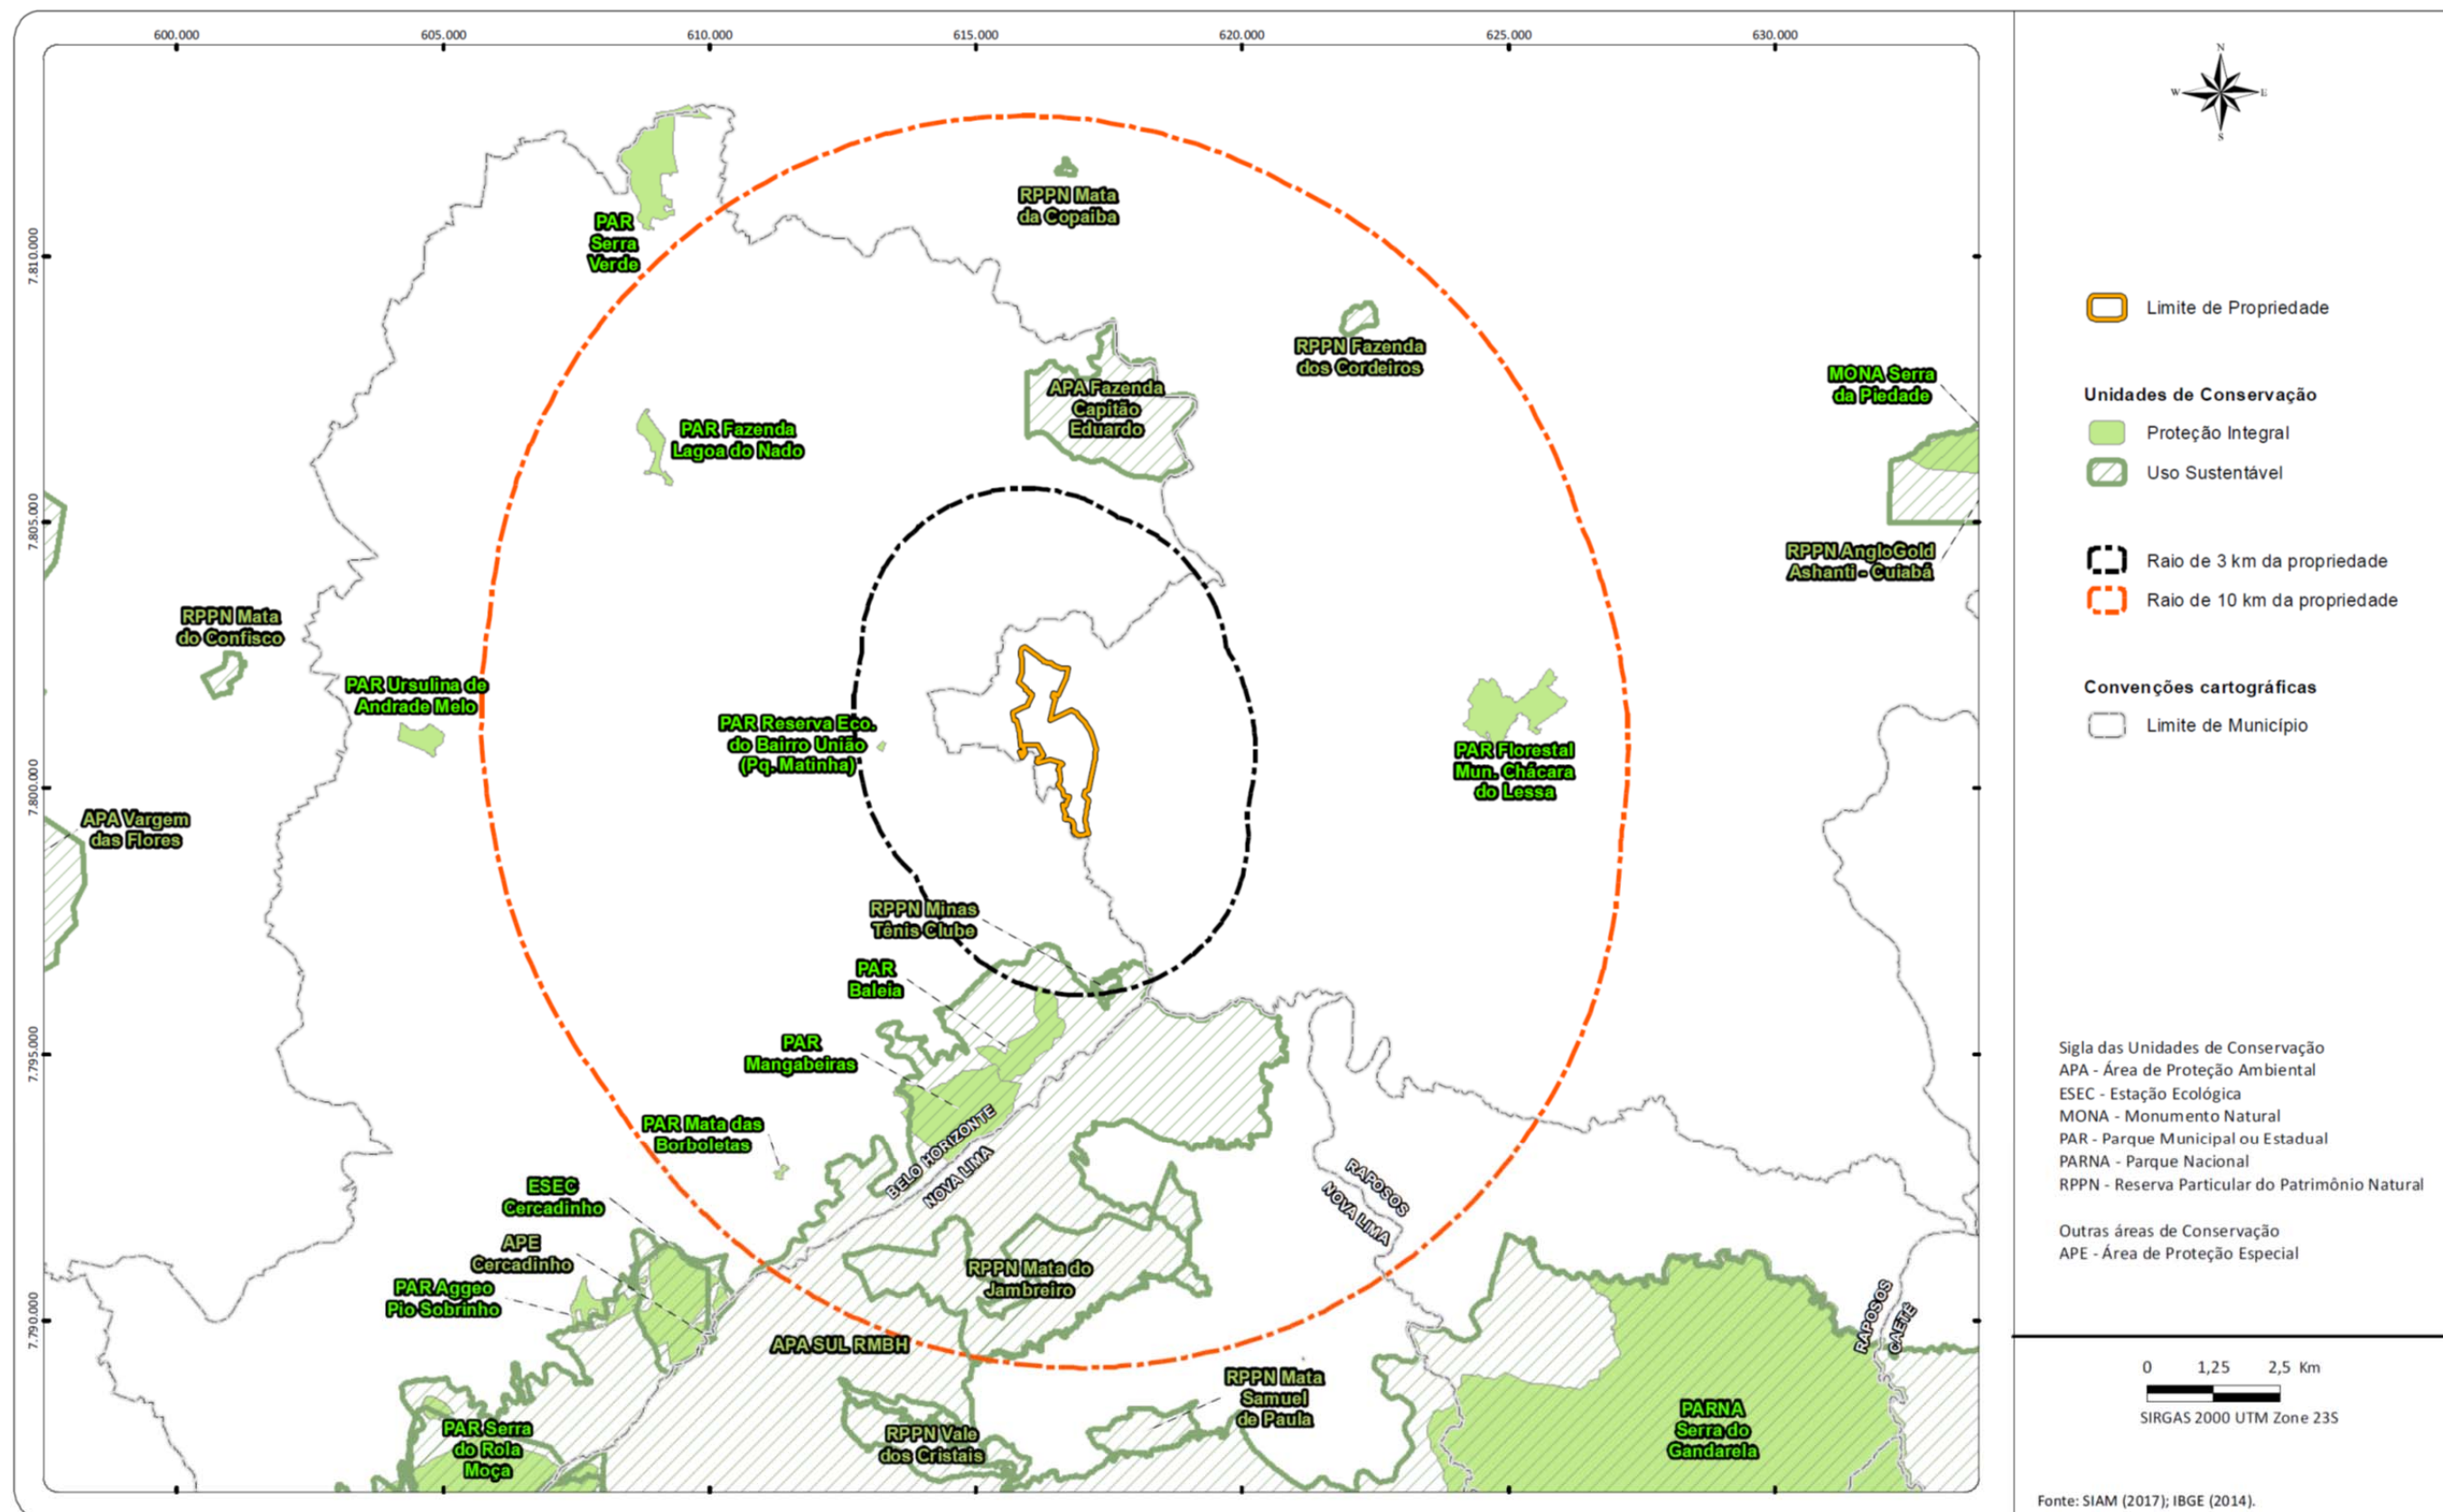 600.000
605.000
610.000
615.000
620.000
625.000
630.000
7.810.000
7.805.000
7.800.000
7.795.000
7.790.000
PAR
Serra
Verde
RPPN Mata
da Copaiba
RPPN Fazenda
dos Cordeiros
APA Fazenda
Capitão
Eduardo
MONA Serra
da Piedade
PAR Fazenda
Lagoa do Nado
RPPN AngloGold
Ashanti - Cuiabá
RPPN Mata
do Confisco
PAR Ursulina de
Andrade Melo
PAR Reserva Eco.
do Bairro União
(Pq. Matinha)
PAR Florestal
Mun. Chácara
do Lessa
APA Vargem
das Flores
RPPN Minas
Tênis Clube
PAR
Baleia
PAR
Mangabeiras
PAR Mata das
Borboletas
BELO HORIZONTE
NOVA LIMA
RAPOSOS
NOVA LIMA
ESEC
Cercadinho
APE
Cercadinho
PAR Aggeo
Pio Sobrinho
RPPN Mata do
Jambreiro
APA SUL RMBH
RAPOSOS
CAETÉ
RPPN Mata
Samuel
de Paula
PARNA
Serra do
Gandarela
PAR Serra
do Rola
Moça
RPPN Vale
dos Cristais
N
W
E
S
Limite de Propriedade
Unidades de Conservação
Proteção Integral
Uso Sustentável
Raio de 3 km da propriedade
Raio de 10 km da propriedade
Convenções cartográficas
Limite de Município
Sigla das Unidades de Conservação
APA - Área de Proteção Ambiental
ESEC - Estação Ecológica
MONA - Monumento Natural
PAR - Parque Municipal ou Estadual
PARNA - Parque Nacional
RPPN - Reserva Particular do Patrimônio Natural
Outras áreas de Conservação
APE - Área de Proteção Especial
0 1,25 2,5 Km
SIRGAS 2000 UTM Zone 23S
Fonte: SIAM (2017); IBGE (2014).